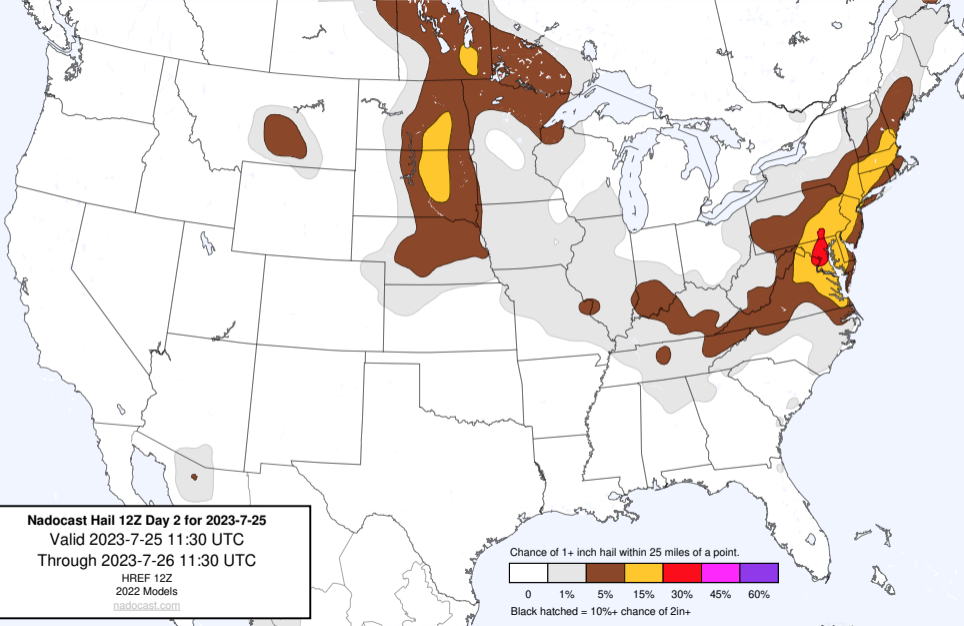 Nadocast Hail 12Z Day 2 for 2023-7-25
Valid 2023-7-25 11:30 UTC
Through 2023-7-26 11:30 UTC
HREF 12Z
2022 Models
nadocast.com
Chance of 1+ inch hail within 25 miles of a point.
0 1% 5% 15% 30% 45% 60%
Black hatched = 10%+ chance of 2in+